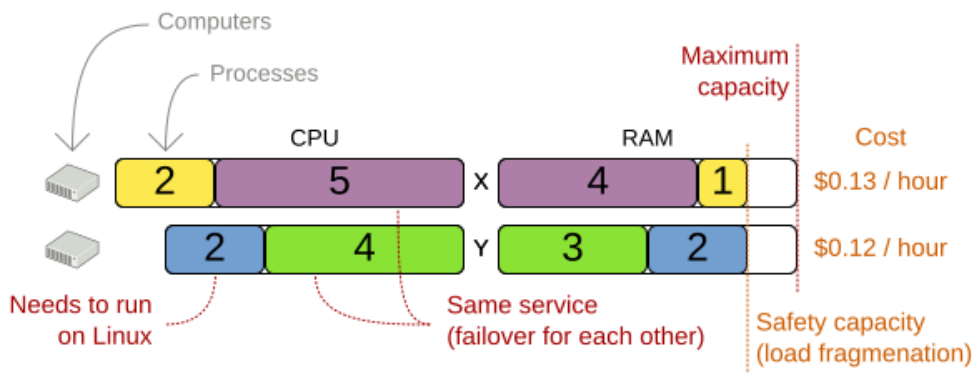 Computers
Processes
Maximum
capacity
CPU
RAM
Cost
2 5 X 4 1 $0.13 / hour
2 4 Y 3 2 $0.12 / hour
Needs to run
on Linux
Same service
(failover for each other)
Safety capacity
(load fragmenation)